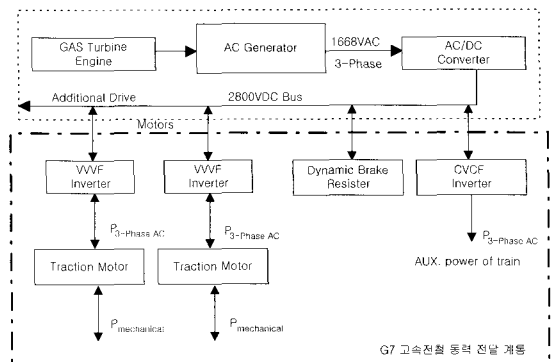 GAS Turbine
Engine
AC Generator
1668VAC
3-Phase
AC/DC
Converter
Additional Drive
2800VDC Bus
Motors
VVVF
Inverter
VVVF
Inverter
Dynamic Brake
Resister
CVCF
Inverter
P3-Phase AC
P3-Phase AC
P3-Phase AC
Traction Motor
Traction Motor
AUX. power of train
Pmechanical
Pmechanical
G7 고속전철 동력 전달 계통